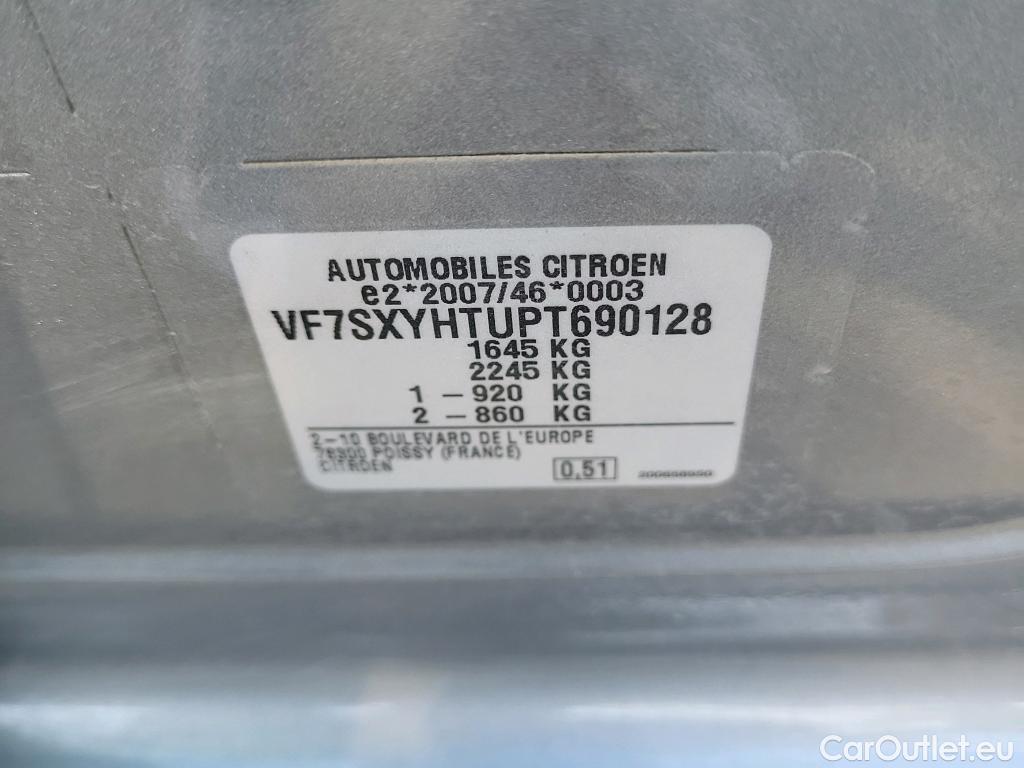 AUTOMOBILES CITROEN
e2*2007/46*0003
VF7SXYHTUPT690128
1645 KG
2245 KG
1 – 920 KG
2 – 860 KG
2–10 BOULEVARD DE L'EUROPE
78300 POISSY (FRANCE)
CITROEN
0,51
CarOutlet.eu